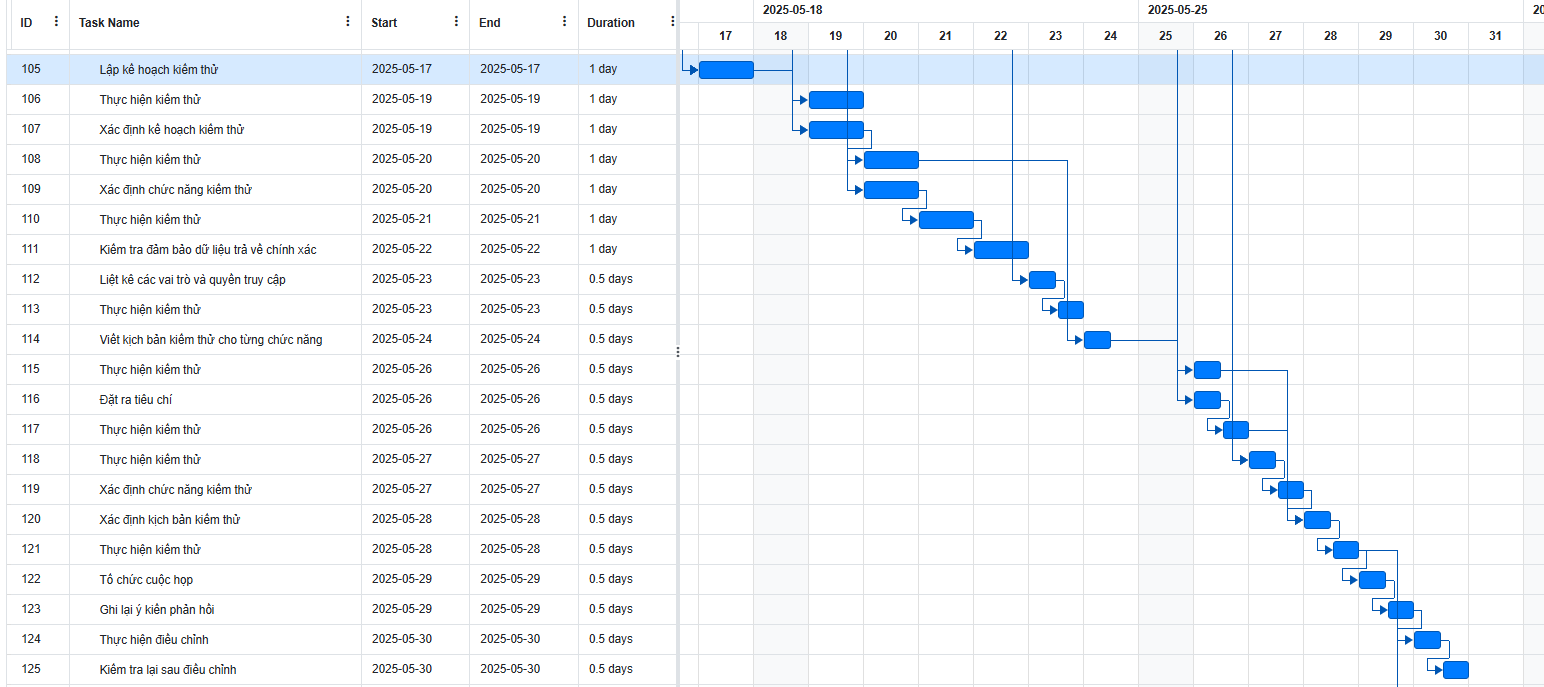 ID Task Name Start End Duration 2025-05-18 2025-05-25 20
17 18 19 20 21 22 23 24 25 26 27 28 29 30 31
105 Lập kế hoạch kiểm thử 2025-05-17 2025-05-17 1 day
106 Thực hiện kiểm thử 2025-05-19 2025-05-19 1 day
107 Xác định kế hoạch kiểm thử 2025-05-19 2025-05-19 1 day
108 Thực hiện kiểm thử 2025-05-20 2025-05-20 1 day
109 Xác định chức năng kiểm thử 2025-05-20 2025-05-20 1 day
110 Thực hiện kiểm thử 2025-05-21 2025-05-21 1 day
111 Kiểm tra đảm bảo dữ liệu trả về chính xác 2025-05-22 2025-05-22 1 day
112 Liệt kê các vai trò và quyền truy cập 2025-05-23 2025-05-23 0.5 days
113 Thực hiện kiểm thử 2025-05-23 2025-05-23 0.5 days
114 Viết kịch bản kiểm thử cho từng chức năng 2025-05-24 2025-05-24 0.5 days
115 Thực hiện kiểm thử 2025-05-26 2025-05-26 0.5 days
116 Đặt ra tiêu chí 2025-05-26 2025-05-26 0.5 days
117 Thực hiện kiểm thử 2025-05-26 2025-05-26 0.5 days
118 Thực hiện kiểm thử 2025-05-27 2025-05-27 0.5 days
119 Xác định chức năng kiểm thử 2025-05-27 2025-05-27 0.5 days
120 Xác định kịch bản kiểm thử 2025-05-28 2025-05-28 0.5 days
121 Thực hiện kiểm thử 2025-05-28 2025-05-28 0.5 days
122 Tổ chức cuộc họp 2025-05-29 2025-05-29 0.5 days
123 Ghi lại ý kiến phản hồi 2025-05-29 2025-05-29 0.5 days
124 Thực hiện điều chỉnh 2025-05-30 2025-05-30 0.5 days
125 Kiểm tra lại sau điều chỉnh 2025-05-30 2025-05-30 0.5 days